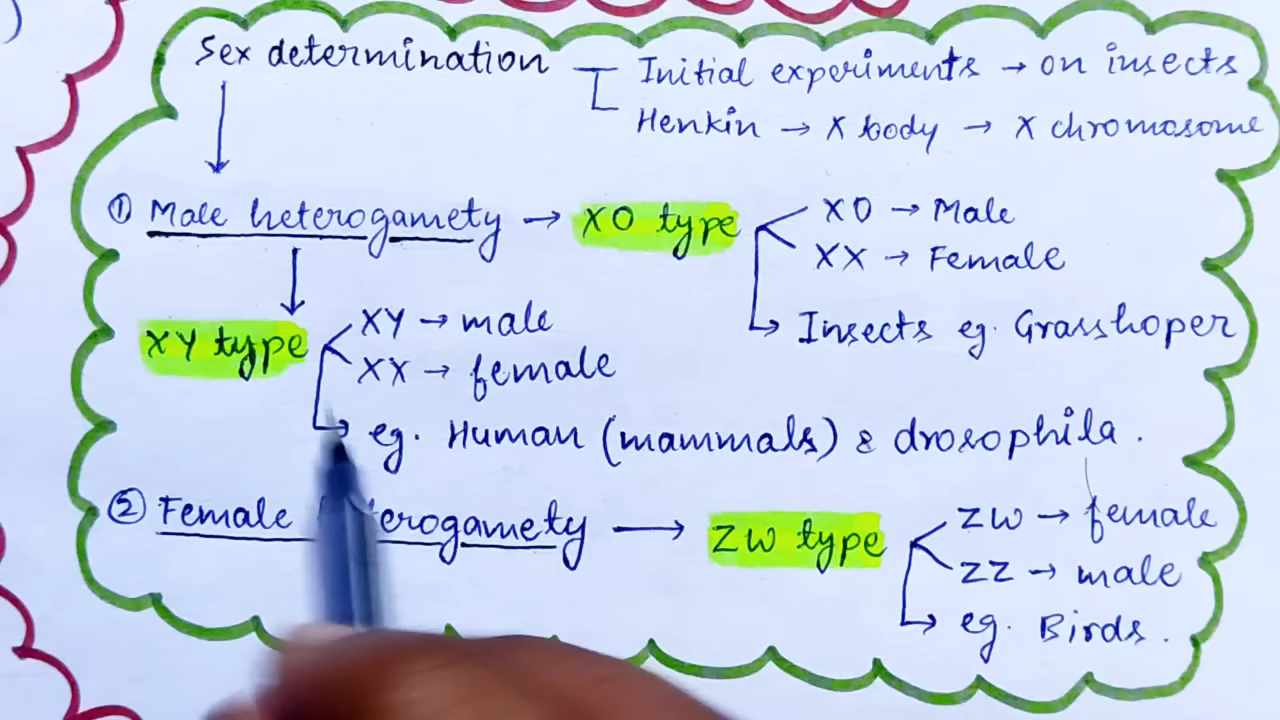 Sex determination
Initial experiments → on insects
Henkin → X body → X chromosome
① Male heterogamety → XO type
XO → Male
XX → Female
Insects eg. Grasshoper
XY type
XY → male
XX → female
eg. Human (mammals) & drosophila.
② Female terogamety → ZW type
ZW → female
ZZ → male
eg. Birds.